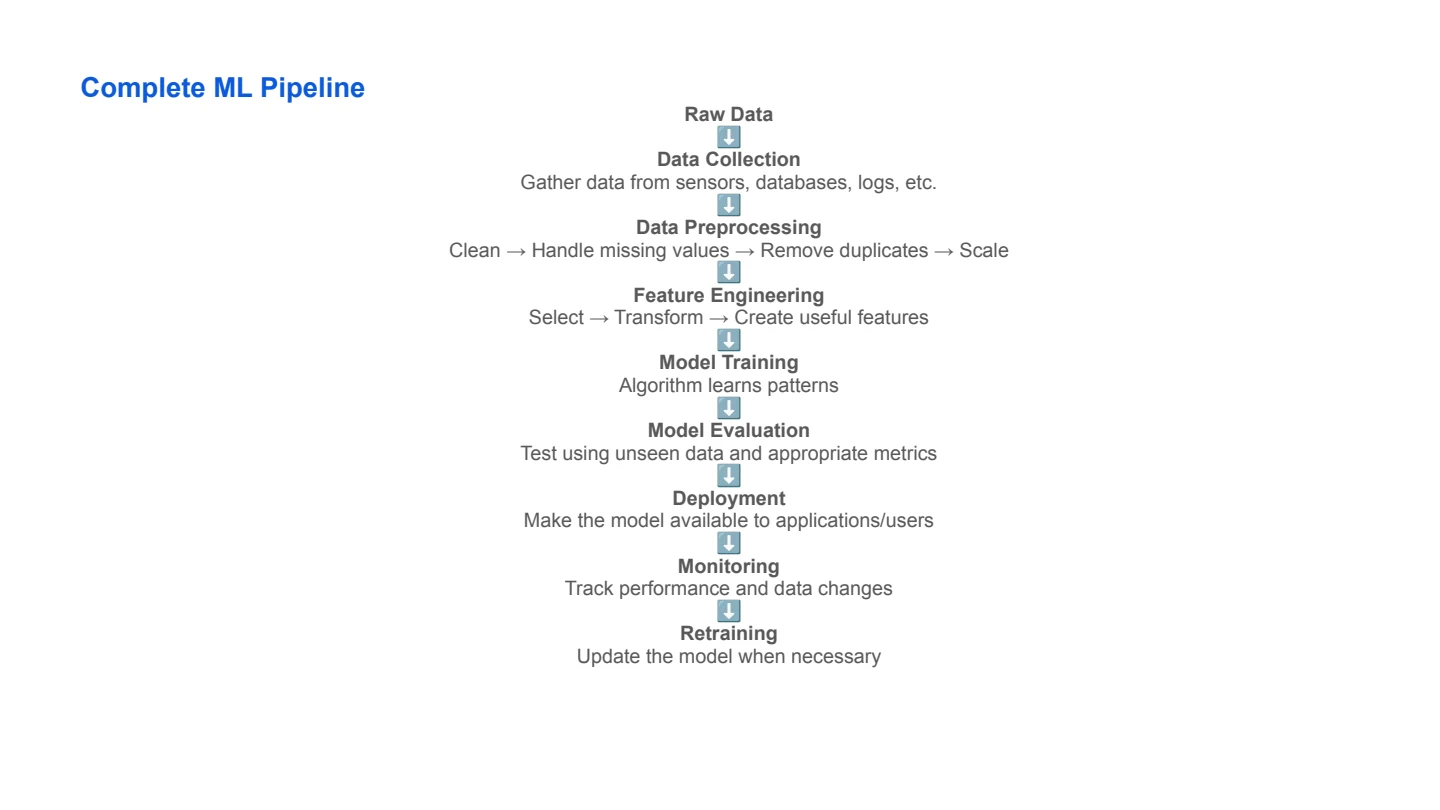 Complete ML Pipeline
Raw Data
⬇️
Data Collection
Gather data from sensors, databases, logs, etc.
⬇️
Data Preprocessing
Clean → Handle missing values → Remove duplicates → Scale
⬇️
Feature Engineering
Select → Transform → Create useful features
⬇️
Model Training
Algorithm learns patterns
⬇️
Model Evaluation
Test using unseen data and appropriate metrics
⬇️
Deployment
Make the model available to applications/users
⬇️
Monitoring
Track performance and data changes
⬇️
Retraining
Update the model when necessary